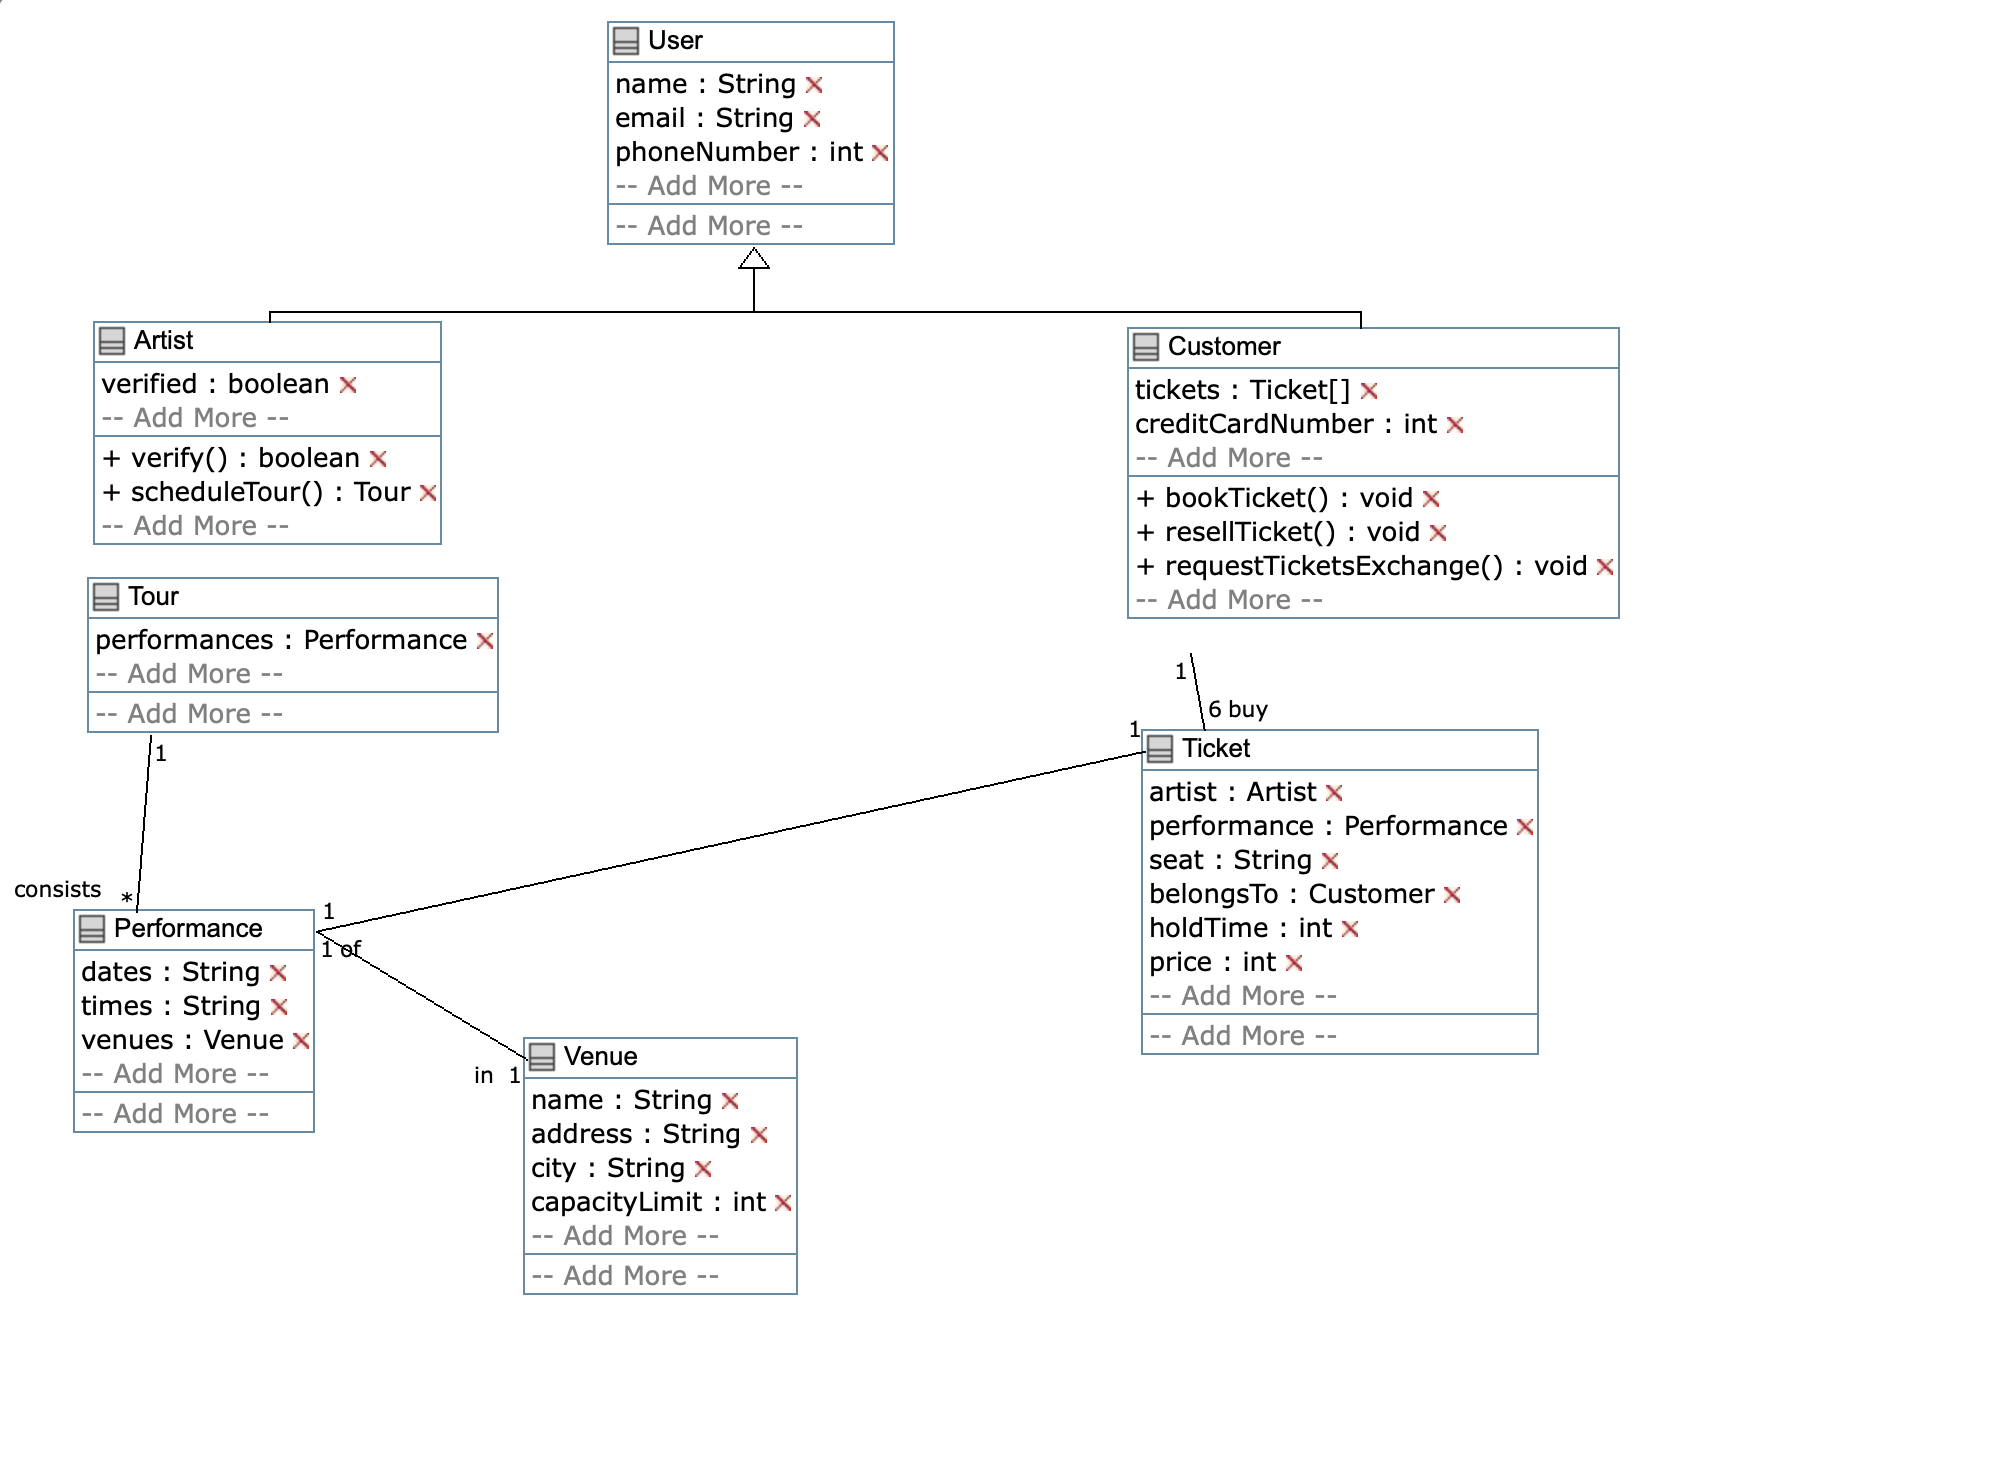 User
name : String
email : String
phoneNumber : int
-- Add More --
-- Add More --
Artist
verified : boolean
-- Add More --
+ verify() : boolean
+ scheduleTour() : Tour
-- Add More --
Customer
tickets : Ticket[]
creditCardNumber : int
-- Add More --
+ bookTicket() : void
+ resellTicket() : void
+ requestTicketsExchange() : void
-- Add More --
Tour
performances : Performance
-- Add More --
-- Add More --
1
consists *
1
6 buy
1
1
1 of
in 1
Performance
dates : String
times : String
venues : Venue
-- Add More --
-- Add More --
Ticket
artist : Artist
performance : Performance
seat : String
belongsTo : Customer
holdTime : int
price : int
-- Add More --
-- Add More --
Venue
name : String
address : String
city : String
capacityLimit : int
-- Add More --
-- Add More --